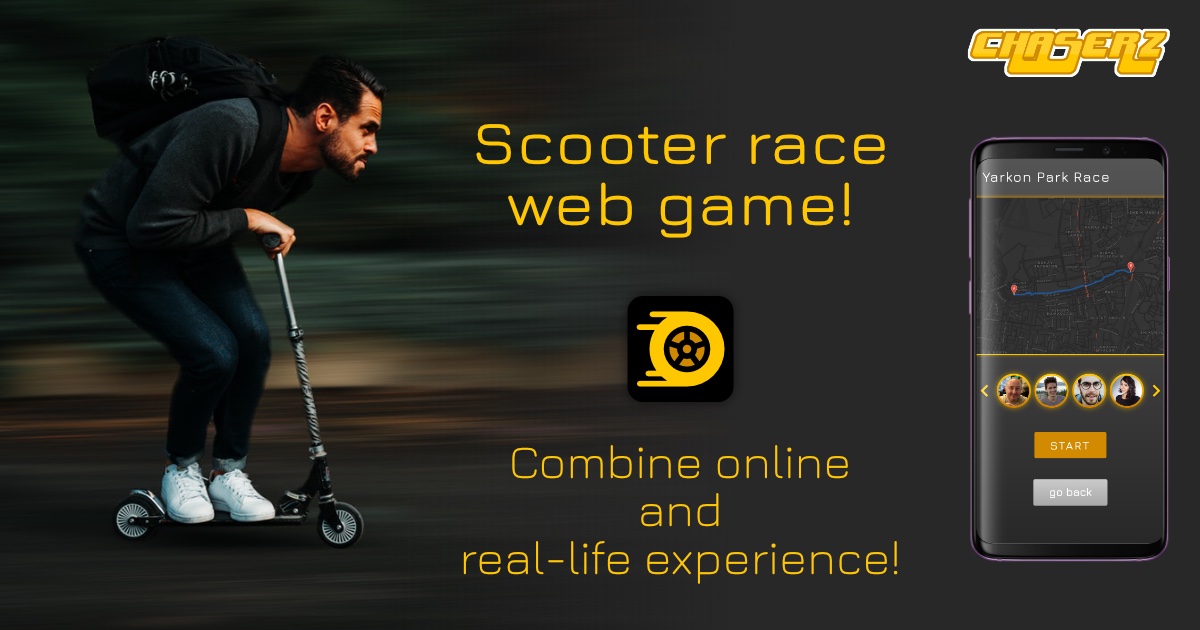 CHASERZ
Scooter race
web game!
Combine online
and
real-life experience!
Yarkon Park Race
START
go back